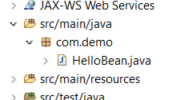 JAX-WS Web Services
src/main/java
com.demo
HelloBean.java
src/main/resources
src/test/java